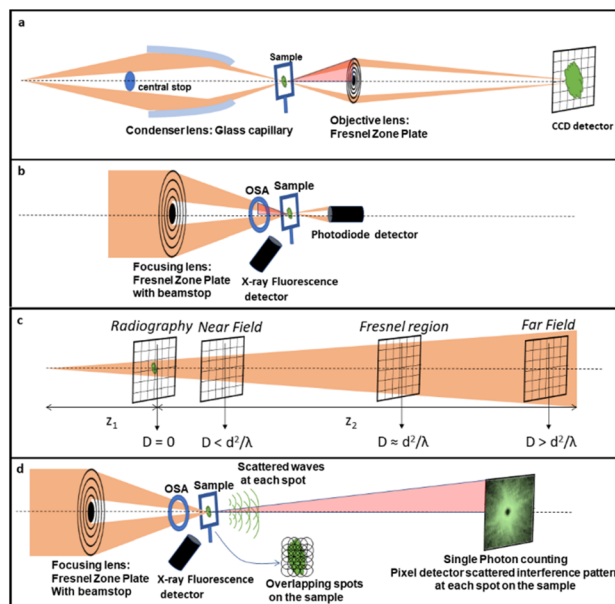 a
Sample
central stop
Condenser lens: Glass capillary
Objective lens:
Fresnel Zone Plate
CCD detector
b
OSA
Sample
Photodiode detector
Focusing lens:
Fresnel Zone Plate
with beamstop
X-ray Fluorescence
detector
c
Radiography
Near Field
Fresnel region
Far Field
z₁
z₂
D = 0
D < d²/λ
D ≈ d²/λ
D > d²/λ
d
OSA
Sample
Scattered waves
at each spot
Focusing lens:
Fresnel Zone Plate
With beamstop
X-ray Fluorescence
detector
Overlapping spots
on the sample
Single Photon counting
Pixel detector scattered interference pattern
at each spot on the sample